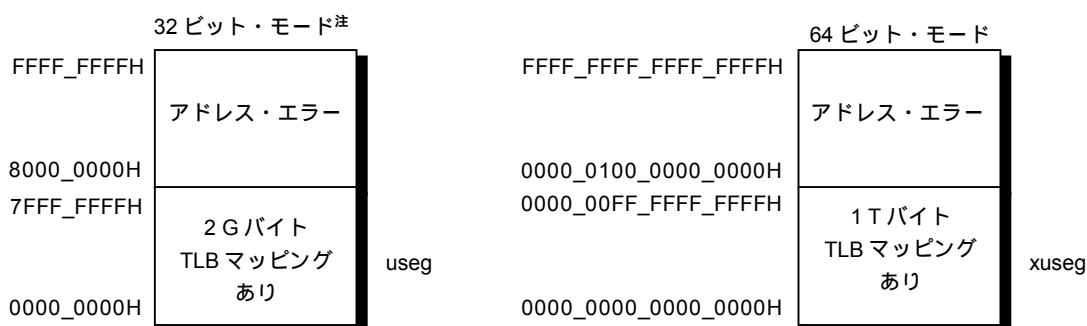 32 ビット・モード注
FFFF_FFFFH
アドレス・エラー
8000_0000H
7FFF_FFFFH
2 G バイト
TLB マッピング
あり
useg
0000_0000H
64 ビット・モード
FFFF_FFFF_FFFF_FFFFH
アドレス・エラー
0000_0100_0000_0000H
0000_00FF_FFFF_FFFFH
1 T バイト
TLB マッピング
あり
xuseg
0000_0000_0000_0000H